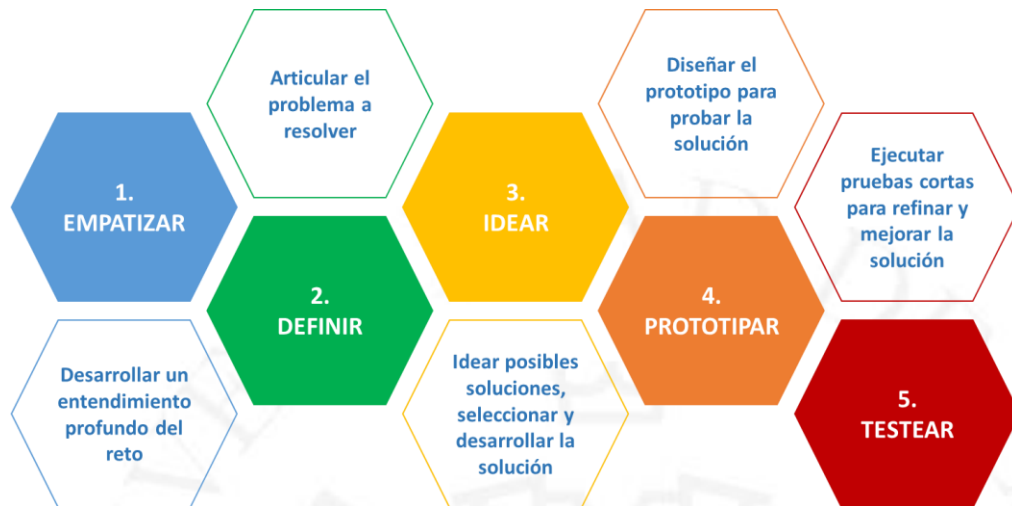 1.
EMPATIZAR
Desarrollar un
entendimiento
profundo del
reto
Articular el
problema a
resolver
2.
DEFINIR
3.
IDEAR
Idear posibles
soluciones,
seleccionar y
desarrollar la
solución
Diseñar el
prototipo para
probar la
solución
4.
PROTOTIPAR
Ejecutar
pruebas cortas
para refinar y
mejorar la
solución
5.
TESTEAR